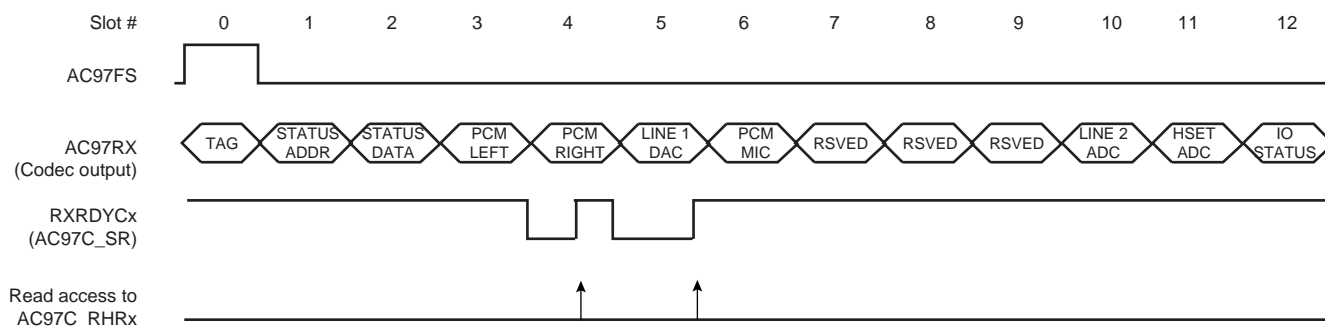 Slot # 0 1 2 3 4 5 6 7 8 9 10 11 12
AC97FS
AC97RX
(Codec output)
TAG
STATUS
ADDR
STATUS
DATA
PCM
LEFT
PCM
RIGHT
LINE 1
DAC
PCM
MIC
RSVED
RSVED
RSVED
LINE 2
ADC
HSET
ADC
IO
STATUS
RXRDYCx
(AC97C_SR)
Read access to
AC97C_RHRx